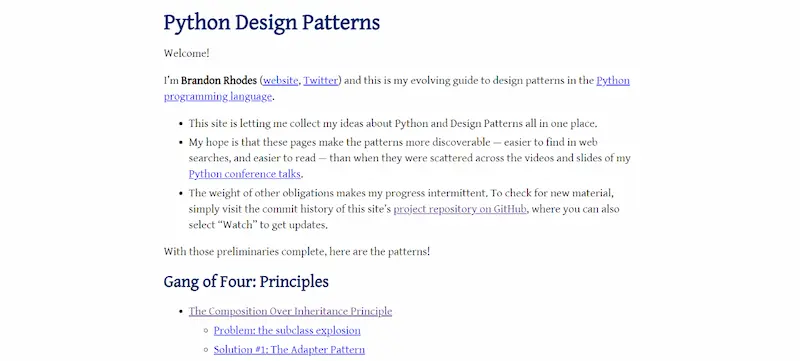 Python Design Patterns
Welcome!
I'm Brandon Rhodes (website, Twitter) and this is my evolving guide to design patterns in the Python
programming language.
• This site is letting me collect my ideas about Python and Design Patterns all in one place.
• My hope is that these pages make the patterns more discoverable — easier to find in web
searches, and easier to read — than when they were scattered across the videos and slides of my
Python conference talks.
• The weight of other obligations makes my progress intermittent. To check for new material,
simply visit the commit history of this site's project repository on GitHub, where you can also
select “Watch” to get updates.
With those preliminaries complete, here are the patterns!
Gang of Four: Principles
• The Composition Over Inheritance Principle
◦ Problem: the subclass explosion
◦ Solution #1: The Adapter Pattern